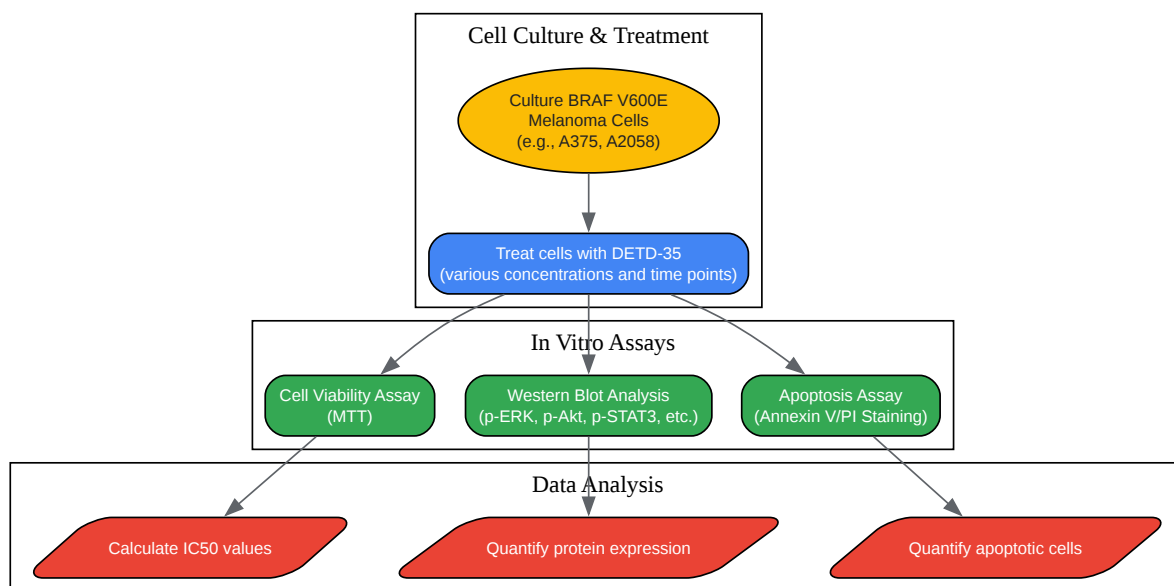 Cell Culture & Treatment
Culture BRAF V600E
Melanoma Cells
(e.g., A375, A2058)
Treat cells with DETD-35
(various concentrations and time points)
In Vitro Assays
Cell Viability Assay
(MTT)
Western Blot Analysis
(p-ERK, p-Akt, p-STAT3, etc.)
Apoptosis Assay
(Annexin V/PI Staining)
Data Analysis
Calculate IC50 values
Quantify protein expression
Quantify apoptotic cells